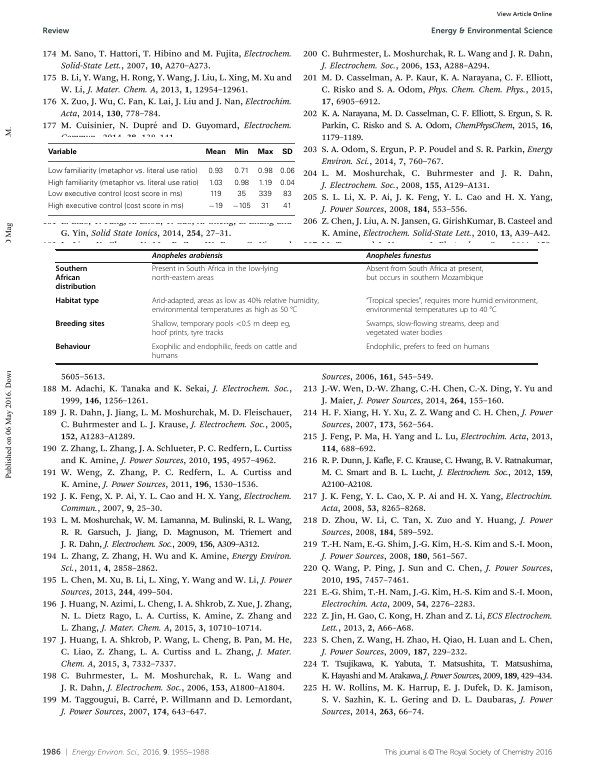 View Article Online
Review
Energy & Environmental Science
174 M. Sano, T. Hattori, T. Hibino and M. Fujita, Electrochem.
Solid-State Lett., 2007, 10, A270–A273.
175 B. Li, Y. Wang, H. Rong, Y. Wang, J. Liu, L. Xing, M. Xu and
W. Li, J. Mater. Chem. A, 2013, 1, 12954–12961.
176 X. Zuo, J. Wu, C. Fan, K. Lai, J. Liu and J. Nan, Electrochim.
Acta, 2014, 130, 778–784.
177 M. Cuisinier, N. Dupré and D. Guyomard, Electrochem.
Variable Mean Min Max SD
Low familiarity (metaphor vs. literal use ratio) 0.93 0.71 0.98 0.06
High familiarity (metaphor vs. literal use ratio) 1.03 0.98 1.19 0.04
Low executive control (cost score in ms) 119 35 339 83
High executive control (cost score in ms) −19 −105 31 41
G. Yin, Solid State Ionics, 2014, 254, 27–31.
200 C. Buhrmester, L. Moshurchak, R. L. Wang and J. R. Dahn,
J. Electrochem. Soc., 2006, 153, A288–A294.
201 M. D. Casselman, A. P. Kaur, K. A. Narayana, C. F. Elliott,
C. Risko and S. A. Odom, Phys. Chem. Chem. Phys., 2015,
17, 6905–6912.
202 K. A. Narayana, M. D. Casselman, C. F. Elliott, S. Ergun, S. R.
Parkin, C. Risko and S. A. Odom, ChemPhysChem, 2015, 16,
1179–1189.
203 S. A. Odom, S. Ergun, P. P. Poudel and S. R. Parkin, Energy
Environ. Sci., 2014, 7, 760–767.
204 L. M. Moshurchak, C. Buhrmester and J. R. Dahn,
J. Electrochem. Soc., 2008, 155, A129–A131.
205 S. L. Li, X. P. Ai, J. K. Feng, Y. L. Cao and H. X. Yang,
J. Power Sources, 2008, 184, 553–556.
206 Z. Chen, J. Liu, A. N. Jansen, G. GirishKumar, B. Casteel and
K. Amine, Electrochem. Solid-State Lett., 2010, 13, A39–A42.
Anopheles arabiensis Anopheles funestus
Southern Present in South Africa in the low-lying Absent from South Africa at present,
African north-eastern areas but occurs in southern Mozambique
distribution
Habitat type Arid-adapted, areas as low as 40% relative humidity, "Tropical species", requires more humid environment,
environmental temperatures as high as 50 °C environmental temperatures up to 40 °C
Breeding sites Shallow, temporary pools <0.5 m deep eg, Swamps, slow-flowing streams, deep and
hoof prints, tyre tracks vegetated water bodies
Behaviour Exophilic and endophilic, feeds on cattle and Endophilic, prefers to feed on humans
humans
5605–5613.
188 M. Adachi, K. Tanaka and K. Sekai, J. Electrochem. Soc.,
1999, 146, 1256–1261.
189 J. R. Dahn, J. Jiang, L. M. Moshurchak, M. D. Fleischauer,
C. Buhrmester and L. J. Krause, J. Electrochem. Soc., 2005,
152, A1283–A1289.
190 Z. Zhang, L. Zhang, J. A. Schlueter, P. C. Redfern, L. Curtiss
and K. Amine, J. Power Sources, 2010, 195, 4957–4962.
191 W. Weng, Z. Zhang, P. C. Redfern, L. A. Curtiss and
K. Amine, J. Power Sources, 2011, 196, 1530–1536.
192 J. K. Feng, X. P. Ai, Y. L. Cao and H. X. Yang, Electrochem.
Commun., 2007, 9, 25–30.
193 L. M. Moshurchak, W. M. Lamanna, M. Bulinski, R. L. Wang,
R. R. Garsuch, J. Jiang, D. Magnuson, M. Triemert and
J. R. Dahn, J. Electrochem. Soc., 2009, 156, A309–A312.
194 L. Zhang, Z. Zhang, H. Wu and K. Amine, Energy Environ.
Sci., 2011, 4, 2858–2862.
195 L. Chen, M. Xu, B. Li, L. Xing, Y. Wang and W. Li, J. Power
Sources, 2013, 244, 499–504.
196 J. Huang, N. Azimi, L. Cheng, I. A. Shkrob, Z. Xue, J. Zhang,
N. L. Dietz Rago, L. A. Curtiss, K. Amine, Z. Zhang and
L. Zhang, J. Mater. Chem. A, 2015, 3, 10710–10714.
197 J. Huang, I. A. Shkrob, P. Wang, L. Cheng, B. Pan, M. He,
C. Liao, Z. Zhang, L. A. Curtiss and L. Zhang, J. Mater.
Chem. A, 2015, 3, 7332–7337.
198 C. Buhrmester, L. M. Moshurchak, R. L. Wang and
J. R. Dahn, J. Electrochem. Soc., 2006, 153, A1800–A1804.
199 M. Taggougui, B. Carré, P. Willmann and D. Lemordant,
J. Power Sources, 2007, 174, 643–647.
Sources, 2006, 161, 545–549.
213 J.-W. Wen, D.-W. Zhang, C.-H. Chen, C.-X. Ding, Y. Yu and
J. Maier, J. Power Sources, 2014, 264, 155–160.
214 H. F. Xiang, H. Y. Xu, Z. Z. Wang and C. H. Chen, J. Power
Sources, 2007, 173, 562–564.
215 J. Feng, P. Ma, H. Yang and L. Lu, Electrochim. Acta, 2013,
114, 688–692.
216 R. P. Dunn, J. Kafle, F. C. Krause, C. Hwang, B. V. Ratnakumar,
M. C. Smart and B. L. Lucht, J. Electrochem. Soc., 2012, 159,
A2100–A2108.
217 J. K. Feng, Y. L. Cao, X. P. Ai and H. X. Yang, Electrochim.
Acta, 2008, 53, 8265–8268.
218 D. Zhou, W. Li, C. Tan, X. Zuo and Y. Huang, J. Power
Sources, 2008, 184, 589–592.
219 T.-H. Nam, E.-G. Shim, J.-G. Kim, H.-S. Kim and S.-I. Moon,
J. Power Sources, 2008, 180, 561–567.
220 Q. Wang, P. Ping, J. Sun and C. Chen, J. Power Sources,
2010, 195, 7457–7461.
221 E.-G. Shim, T.-H. Nam, J.-G. Kim, H.-S. Kim and S.-I. Moon,
Electrochim. Acta, 2009, 54, 2276–2283.
222 Z. Jin, H. Gao, C. Kong, H. Zhan and Z. Li, ECS Electrochem.
Lett., 2013, 2, A66–A68.
223 S. Chen, Z. Wang, H. Zhao, H. Qiao, H. Luan and L. Chen,
J. Power Sources, 2009, 187, 229–232.
224 T. Tsujikawa, K. Yabuta, T. Matsushita, T. Matsushima,
K. Hayashi and M. Arakawa, J. Power Sources, 2009, 189, 429–434.
225 H. W. Rollins, M. K. Harrup, E. J. Dufek, D. K. Jamison,
S. V. Sazhin, K. L. Gering and D. L. Daubaras, J. Power
Sources, 2014, 263, 66–74.
Published on 06 May 2016.
1986 | Energy Environ. Sci., 2016, 9, 1955–1988
This journal is © The Royal Society of Chemistry 2016